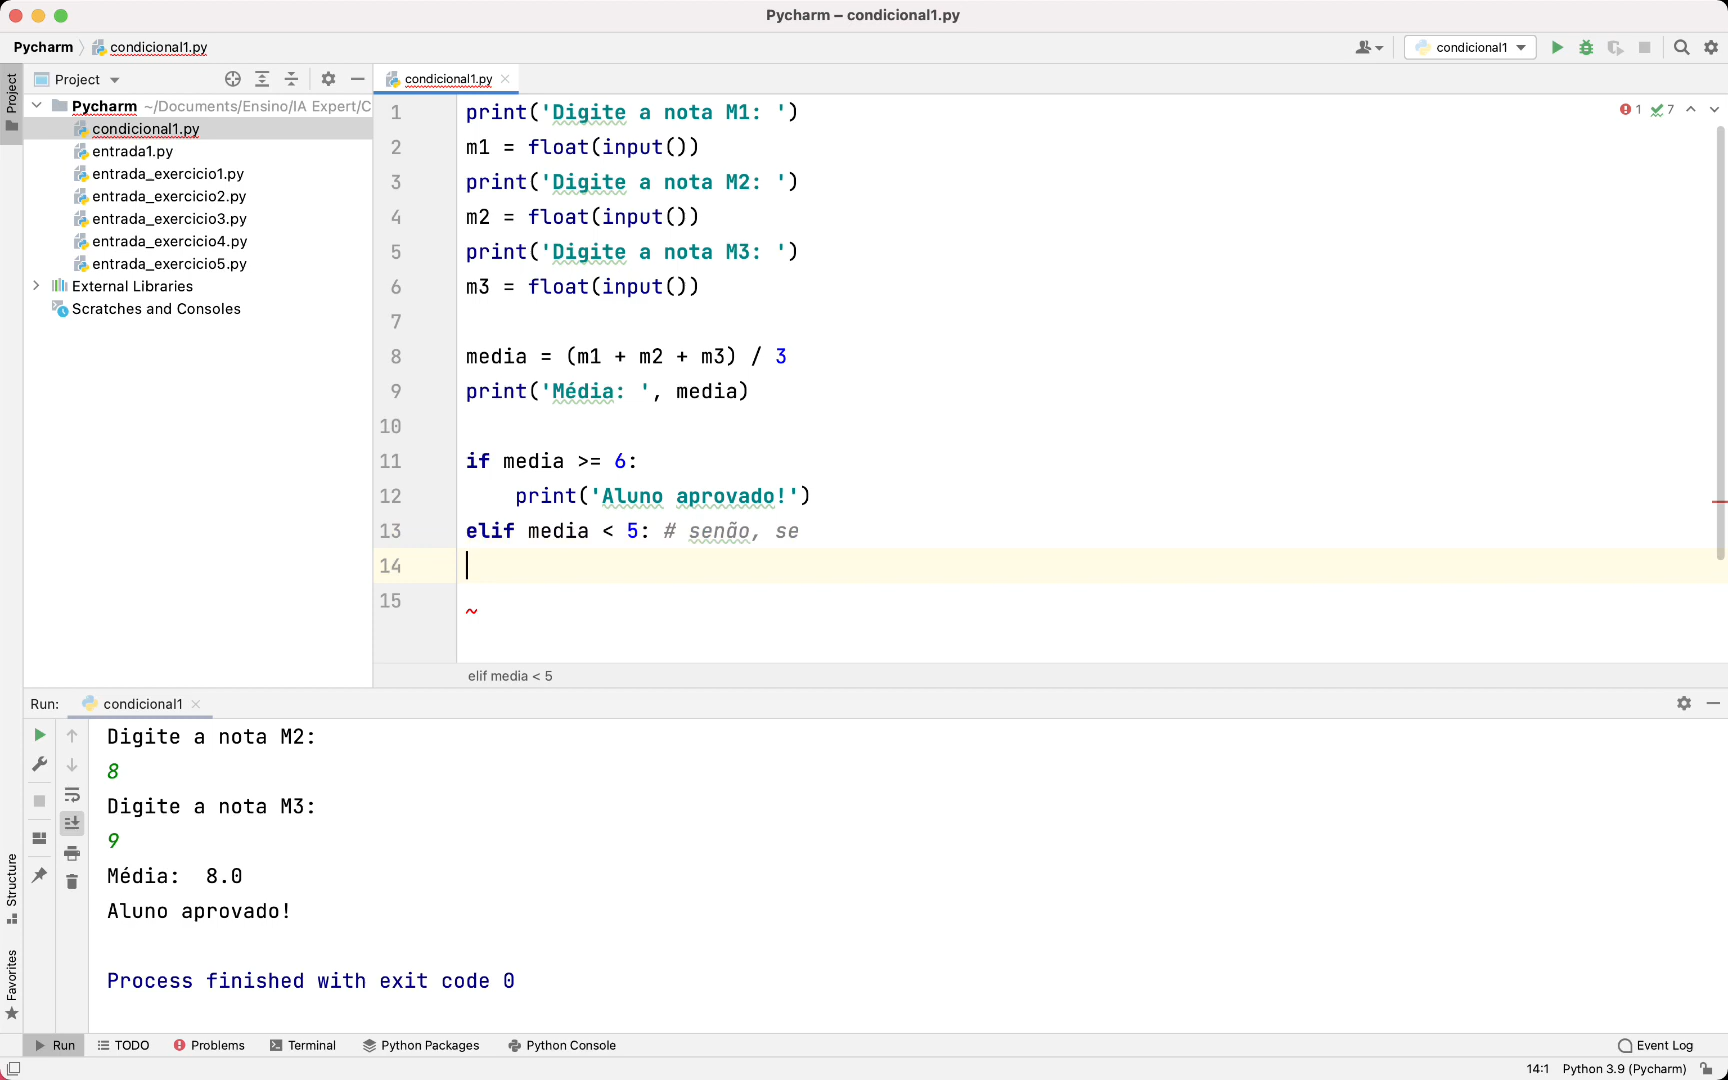 Pycharm – condicional1.py
Pycharm condicional1.py
condicional1
Project
Project
condicional1.py
Pycharm ~/Documents/Ensino/IA Expert/C
condicional1.py
entrada1.py
entrada_exercicio1.py
entrada_exercicio2.py
entrada_exercicio3.py
entrada_exercicio4.py
entrada_exercicio5.py
External Libraries
Scratches and Consoles
1 print('Digite a nota M1: ')
2 m1 = float(input())
3 print('Digite a nota M2: ')
4 m2 = float(input())
5 print('Digite a nota M3: ')
6 m3 = float(input())
7
8 media = (m1 + m2 + m3) / 3
9 print('Média: ', media)
10
11 if media >= 6:
12 print('Aluno aprovado!')
13 elif media < 5: # senão, se
14
15
1 7
elif media < 5
Run: condicional1
Digite a nota M2:
8
Digite a nota M3:
9
Média:  8.0
Aluno aprovado!
Process finished with exit code 0
Structure
Favorites
Run TODO Problems Terminal Python Packages Python Console Event Log
14:1 Python 3.9 (Pycharm)